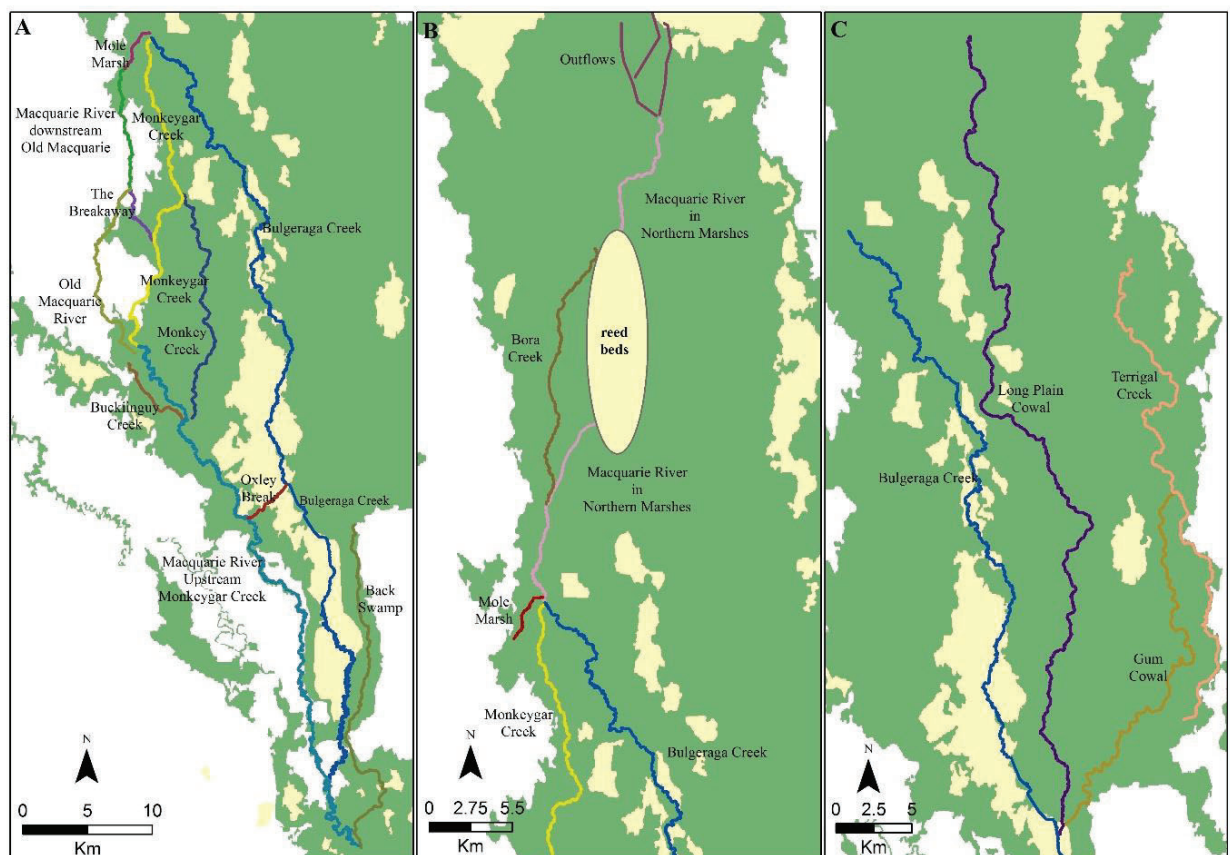 A
Mole
Marsh
Macquarie River
downstream
Old Macquarie
Monkeygar
Creek
The
Breakaway
Bulgeraga Creek
Old
Macquarie
River
Monkeygar
Creek
Monkey
Creek
Buckiinguy
Creek
Oxley
Break
Bulgeraga Creek
Macquarie River
Upstream
Monkeygar Creek
Back
Swamp
N
0 5 10
Km
B
Outflows
Macquarie River
in
Northern Marshes
Bora
Creek
reed
beds
Macquarie River
in
Northern Marshes
Mole
Marsh
Monkeygar
Creek
Bulgeraga Creek
N
0 2.75 5.5
Km
C
Long Plain
Cowal
Terrigal
Creek
Bulgeraga Creek
Gum
Cowal
N
0 2.5 5
Km